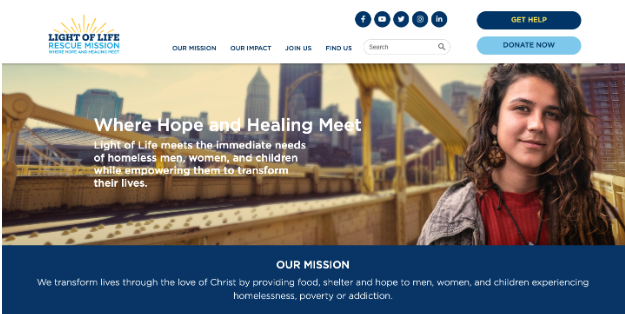 LIGHT OF LIFE
RESCUE MISSION
WHERE HOPE AND HEALING MEET
OUR MISSION
OUR IMPACT
JOIN US
FIND US
Search
GET HELP
DONATE NOW
Where Hope and Healing Meet
Light of Life meets the immediate needs
of homeless men, women, and children
while empowering them to transform
their lives.
OUR MISSION
We transform lives through the love of Christ by providing food, shelter and hope to men, women, and children experiencing
homelessness, poverty or addiction.